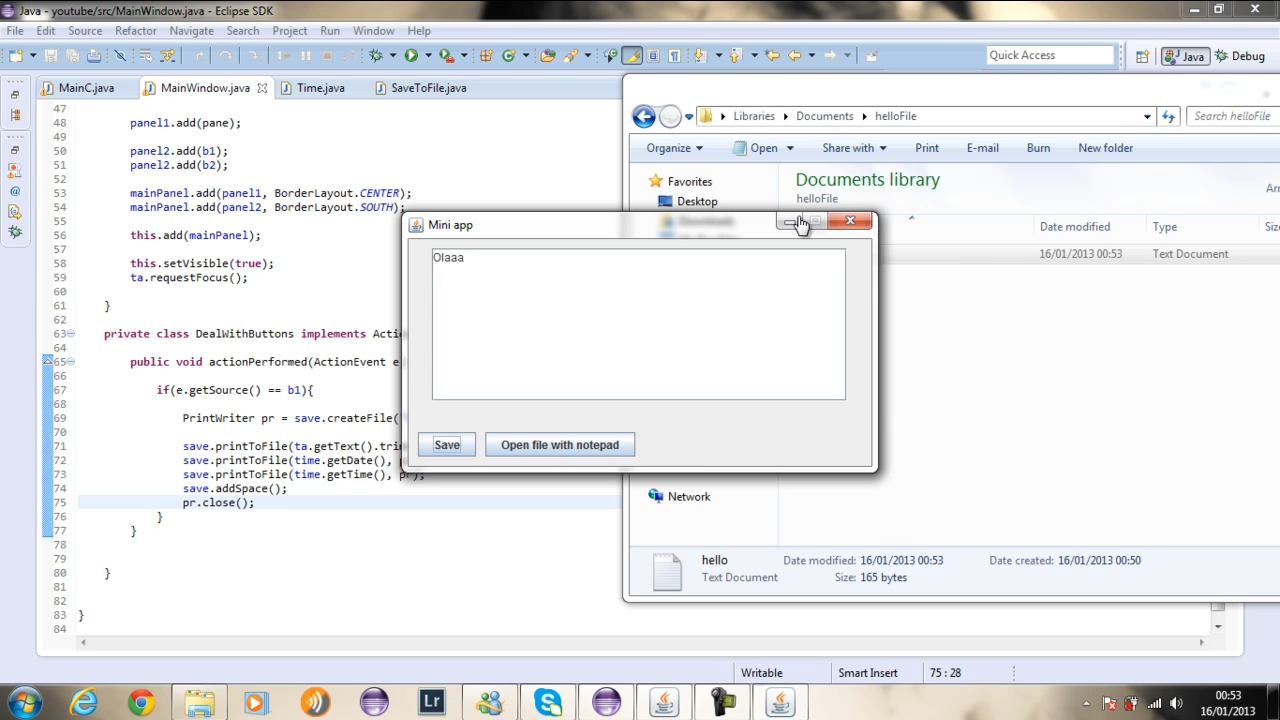 Java - youtube/src/MainWindow.java - Eclipse SDK
File Edit Source Refactor Navigate Search Project Run Window Help
Quick Access Java Debug
MainC.java MainWindow.java Time.java SaveToFile.java
47
48 panel1.add(pane);
49
50 panel2.add(b1);
51 panel2.add(b2);
52
53 mainPanel.add(panel1, BorderLayout.CENTER);
54 mainPanel.add(panel2, BorderLayout.SOUTH);
55
56 this.add(mainPanel);
57
58 this.setVisible(true);
59 ta.requestFocus();
60
61 }
62
63 private class DealWithButtons implements Actio
64
65 public void actionPerformed(ActionEvent e
66
67 if(e.getSource() == b1){
68
69 PrintWriter pr = save.createFile(
70
71 save.printToFile(ta.getText().tri
72 save.printToFile(time.getDate(), p
73 save.printToFile(time.getTime(), pr);
74 save.addSpace();
75 pr.close();
76 }
77 }
78
79
80 }
81
82
83 }
84
Libraries Documents helloFile
Search helloFile
Organize Open Share with Print E-mail Burn New folder
Favorites
Desktop
Downloads
Documents library
helloFile
Date modified Type
16/01/2013 00:53 Text Document
Network
hello Date modified: 16/01/2013 00:53 Date created: 16/01/2013 00:50
Text Document Size: 165 bytes
Mini app
Olaaa
Save Open file with notepad
Writable Smart Insert 75 : 28
Lr
00:53
16/01/2013